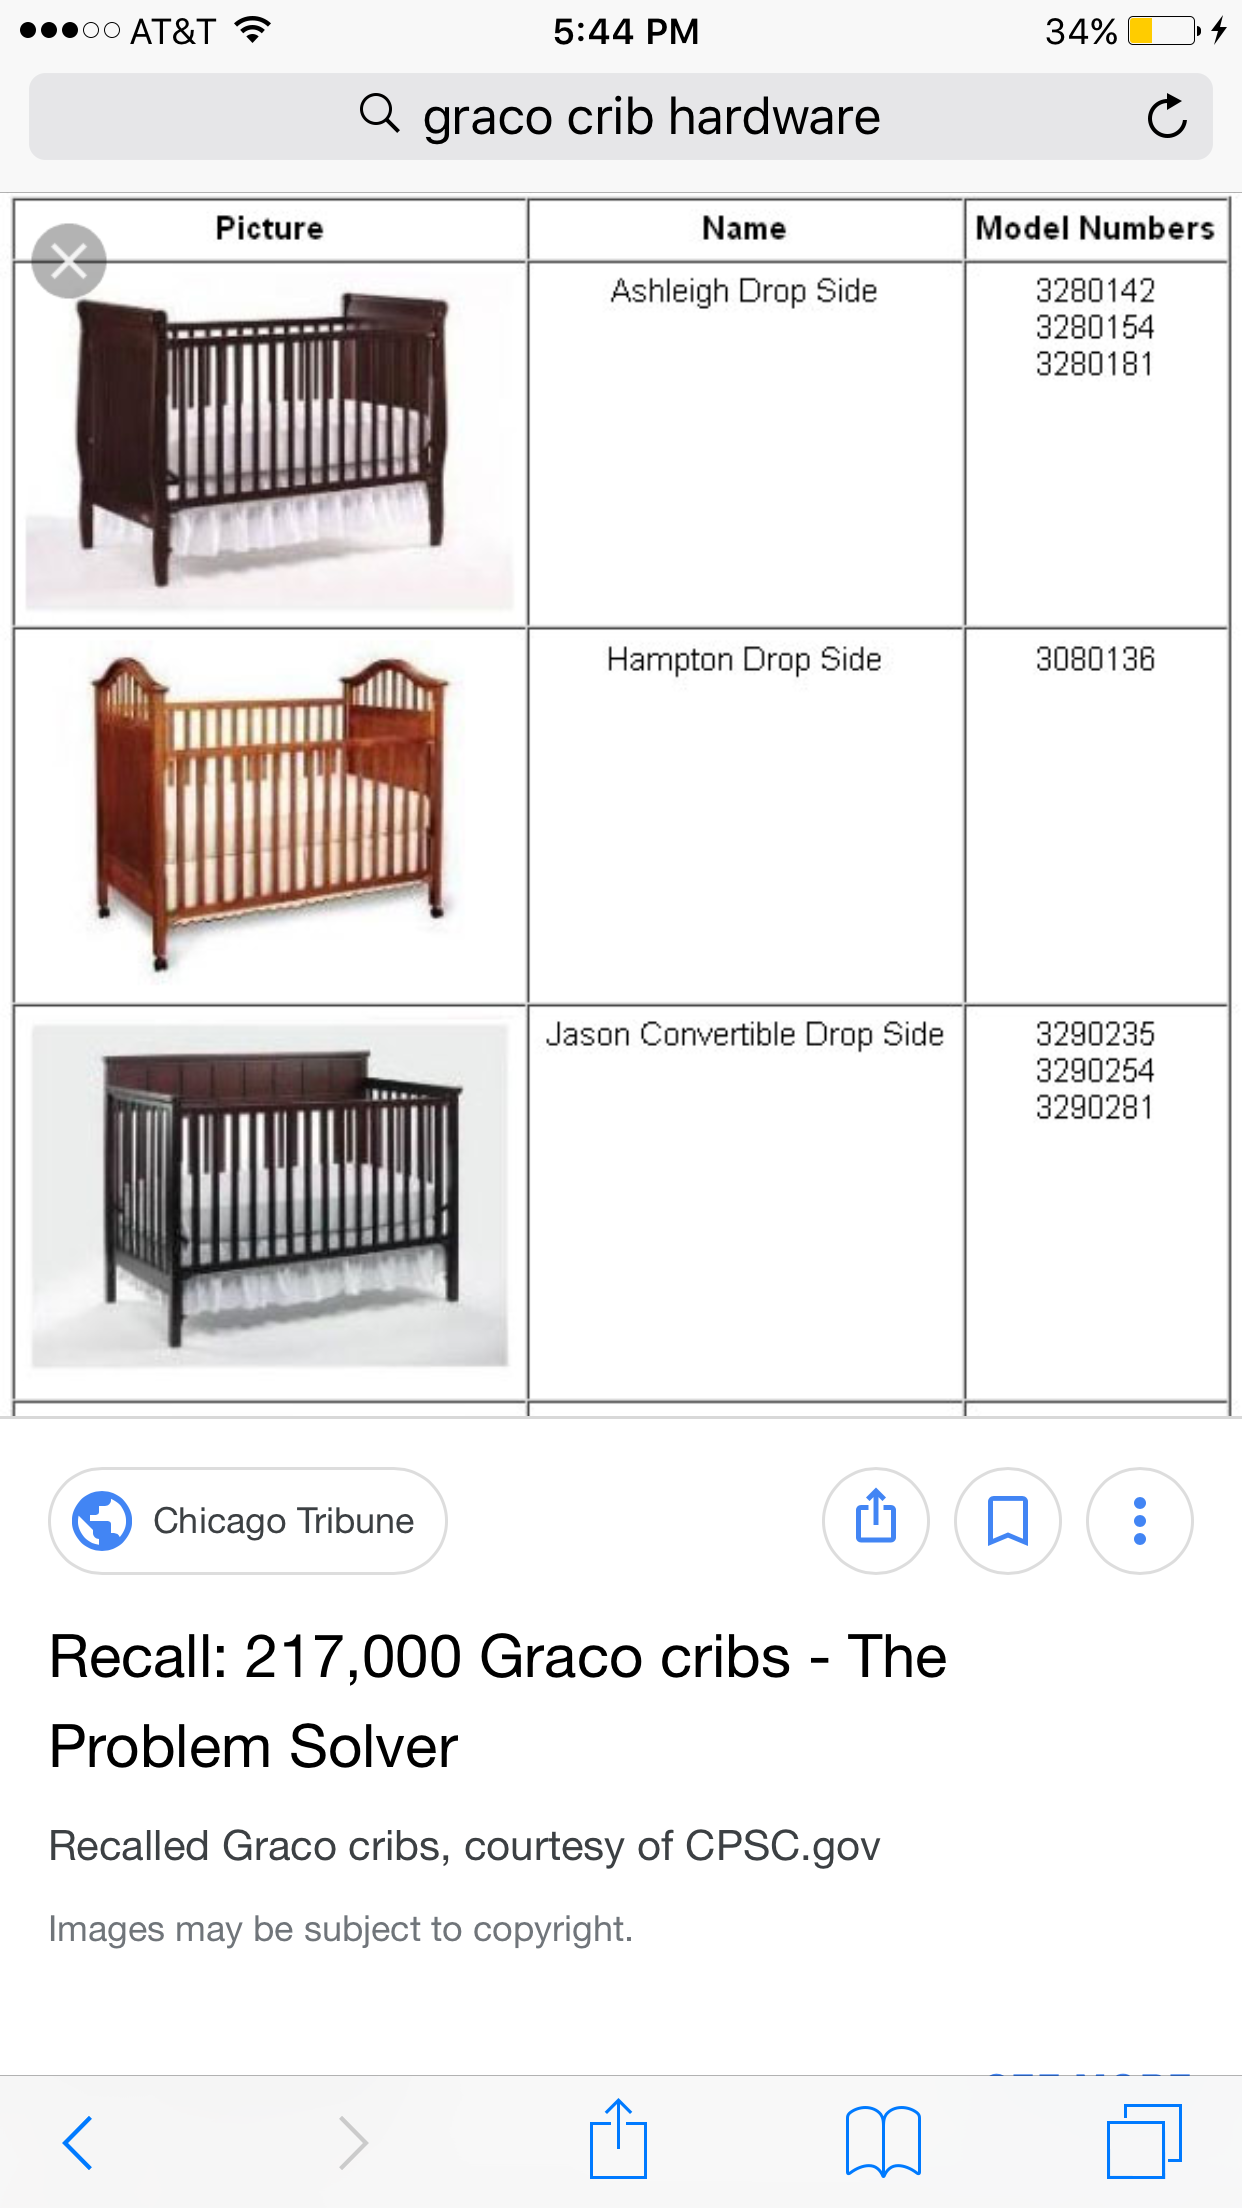 AT&T 5:44 PM 34%
graco crib hardware
Picture Name Model Numbers
Ashleigh Drop Side 3280142
3280154
3280181
Hampton Drop Side 3080136
Jason Convertible Drop Side 3290235
3290254
3290281
Chicago Tribune
Recall: 217,000 Graco cribs - The
Problem Solver
Recalled Graco cribs, courtesy of CPSC.gov
Images may be subject to copyright.